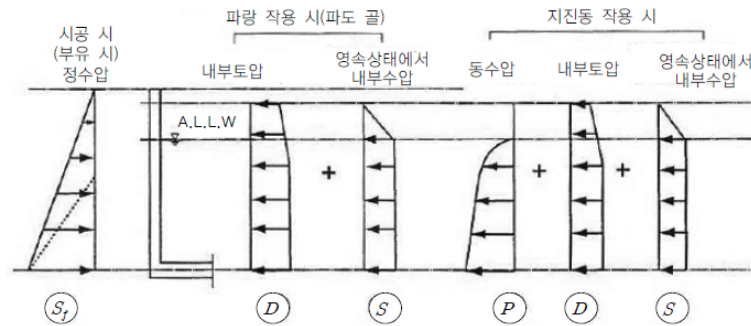 시공 시
(부유 시)
정수압
파랑 작용 시(파도 골)
내부토압
영속상태에서
내부수압
지진동 작용 시
동수압
내부토압
영속상태에서
내부수압
A.L.L.W
+
+
+
S_f
D
S
P
D
S